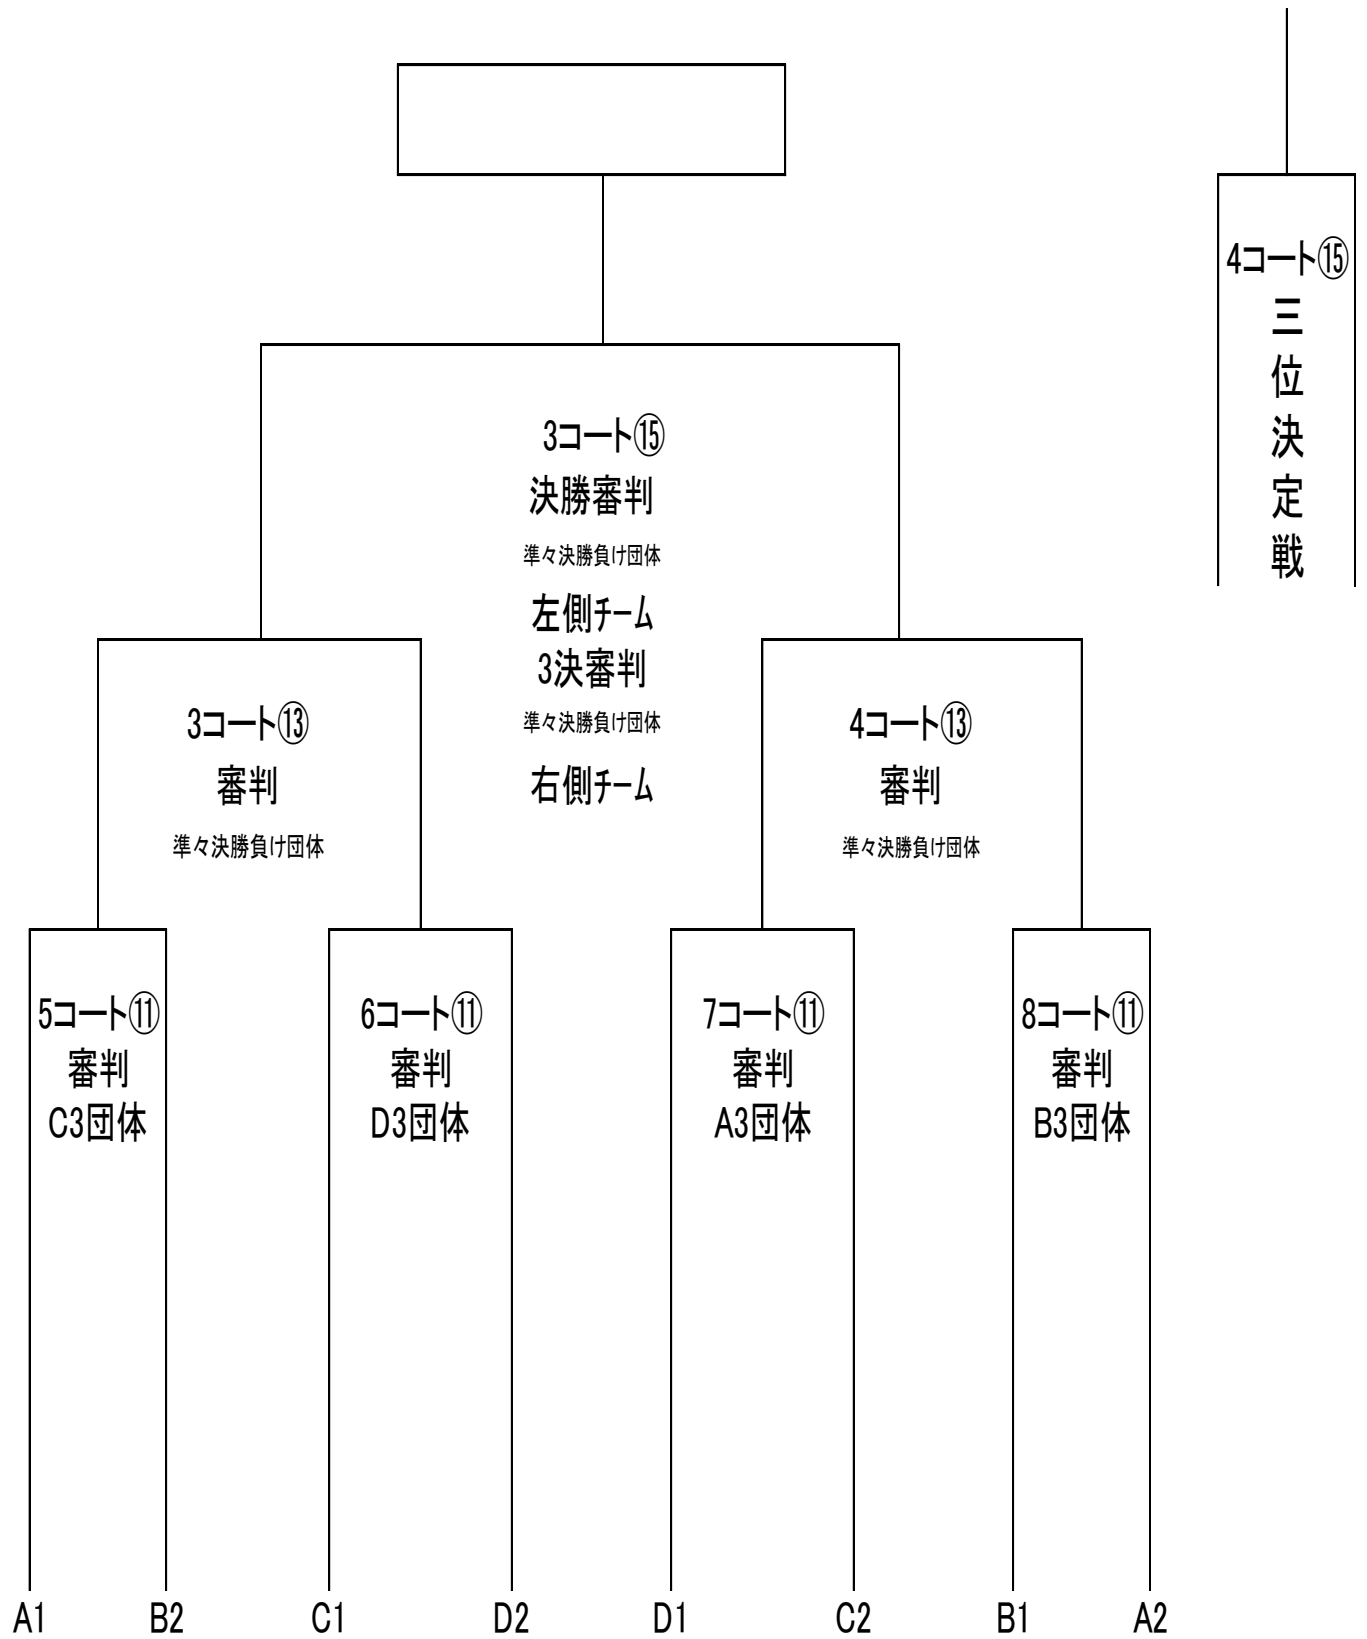 4コート⑮
三
位
決
定
戦
3コート⑮
決勝審判
準々決勝負け団体
左側チーム
3決審判
準々決勝負け団体
右側チーム
3コート⑬
審判
準々決勝負け団体
4コート⑬
審判
準々決勝負け団体
5コート⑪
審判
C3団体
6コート⑪
審判
D3団体
7コート⑪
審判
A3団体
8コート⑪
審判
B3団体
A1 B2 C1 D2 D1 C2 B1 A2